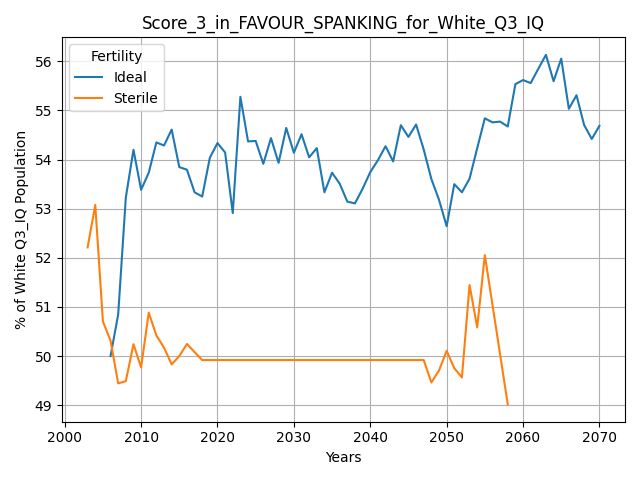 Score_3_in_FAVOUR_SPANKING_for_White_Q3_IQ
Fertility
Ideal
Sterile
% of White Q3_IQ Population
56
55
54
53
52
51
50
49
2000 2010 2020 2030 2040 2050 2060 2070
Years